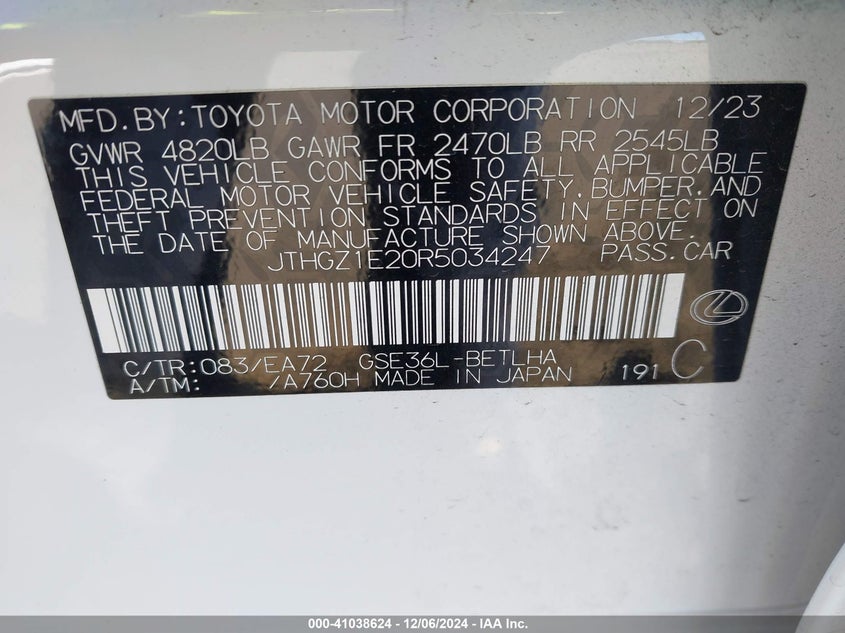 MFD.BY:TOYOTA MOTOR CORPORATION 12/23
GVWR 4820LB GAWR FR 2470LB RR 2545LB
THIS VEHICLE CONFORMS TO ALL APPLICABLE
FEDERAL MOTOR VEHICLE SAFETY,BUMPER,AND
THEFT PREVENTION STANDARDS IN EFFECT ON
THE DATE OF MANUFACTURE SHOWN ABOVE.
JTHGZ1E20R5034247 PASS.CAR
C/TR:083/EA72 GSE36L-BETLHA
A/TM: /A760H MADE IN JAPAN 191 C
000-41038624 - 12/06/2024 - IAA Inc.